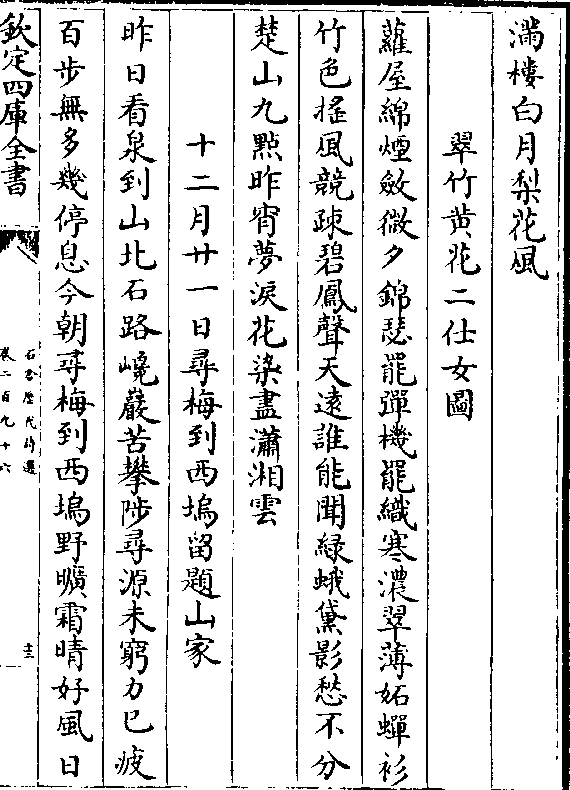 滿樓白月梨花風
翠竹黄花二仕女圖
蘿屋綿煙斂微夕錦瑟罷彈機罷織寒濃翠薄妬蟬衫
竹色揺風競疎碧鳳聲天遠誰能聞緑蛾黛影愁不分
楚山九點昨宵夢淚花染盡瀟湘雲
十二月廿一日尋梅到西塢留題山家
昨日看泉到山北石路嶢巖苦攀陟尋源未窮力已疲
百步無多幾停息今朝尋梅到西塢野曠霜晴好風日
欽定四庫全書
石倉歷代詩選
卷二百九十六